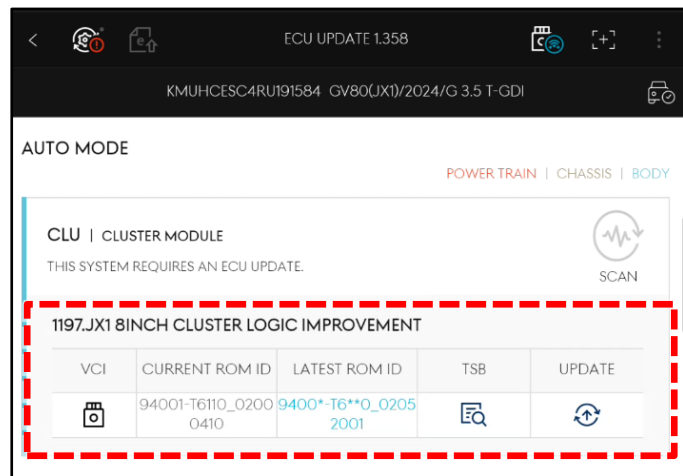 ECU UPDATE 1.358
KMUHCESC4RU191584 GV80(JX1)/2024/G 3.5 T-GDI
AUTO MODE
POWER TRAIN | CHASSIS | BODY
CLU | CLUSTER MODULE
THIS SYSTEM REQUIRES AN ECU UPDATE.
SCAN
1197.JX1 8INCH CLUSTER LOGIC IMPROVEMENT
VCI CURRENT ROM ID LATEST ROM ID TSB UPDATE
94001-T6110_0200 9400*-T6**0_0205
0410 2001